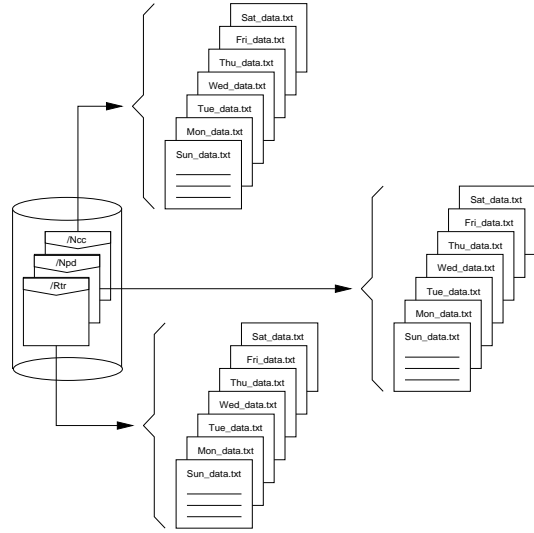 Sat_data.txt
Fri_data.txt
Thu_data.txt
Wed_data.txt
Tue_data.txt
Mon_data.txt
Sun_data.txt
/Ncc
/Npd
/Rtr
Sat_data.txt
Fri_data.txt
Thu_data.txt
Wed_data.txt
Tue_data.txt
Mon_data.txt
Sun_data.txt
Sat_data.txt
Fri_data.txt
Thu_data.txt
Wed_data.txt
Tue_data.txt
Mon_data.txt
Sun_data.txt